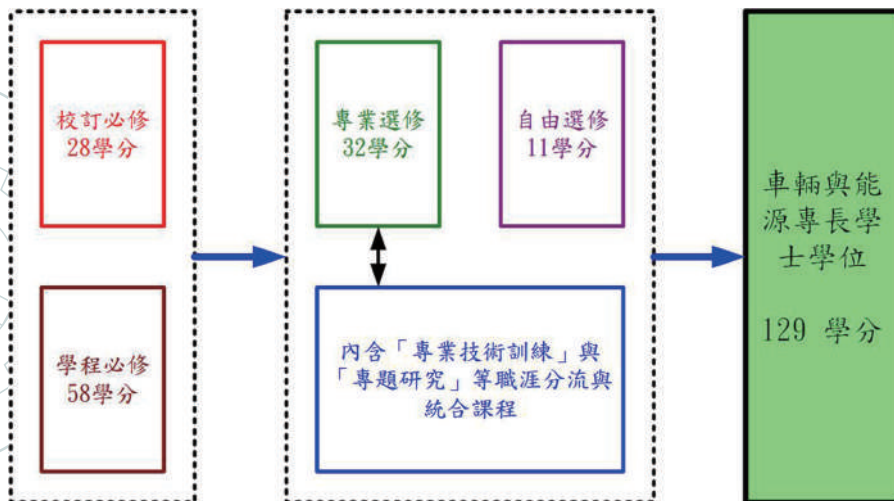 校訂必修
28學分
學程必修
58學分
專業選修
32學分
自由選修
11學分
內含「專業技術訓練」與
「專題研究」等職涯分流與
統合課程
車輛與能
源專長學
士學位
129 學分